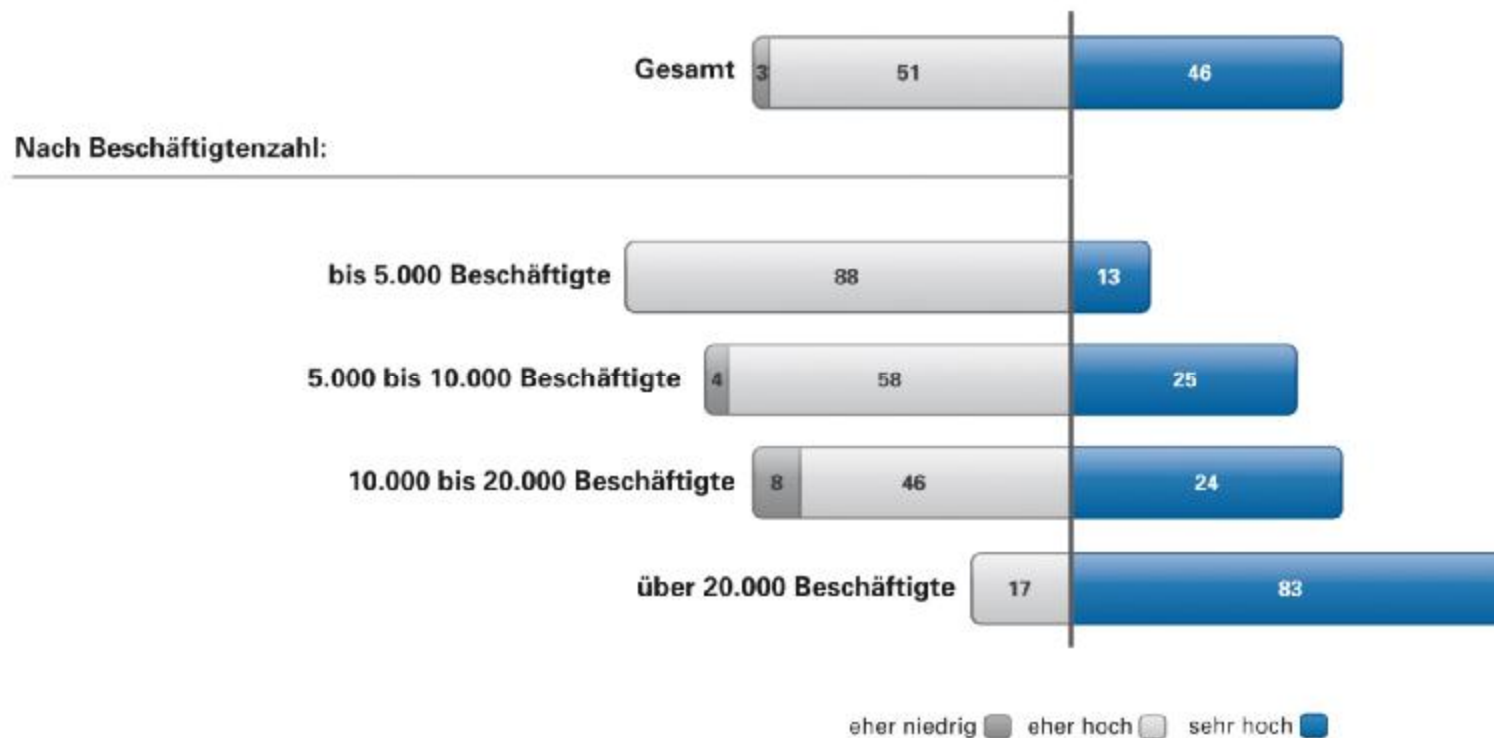 Gesamt 3 51 46
Nach Beschäftigtenzahl:
bis 5.000 Beschäftigte 88 13
5.000 bis 10.000 Beschäftigte 4 58 25
10.000 bis 20.000 Beschäftigte 8 46 24
über 20.000 Beschäftigte 17 83
eher niedrig eher hoch sehr hoch